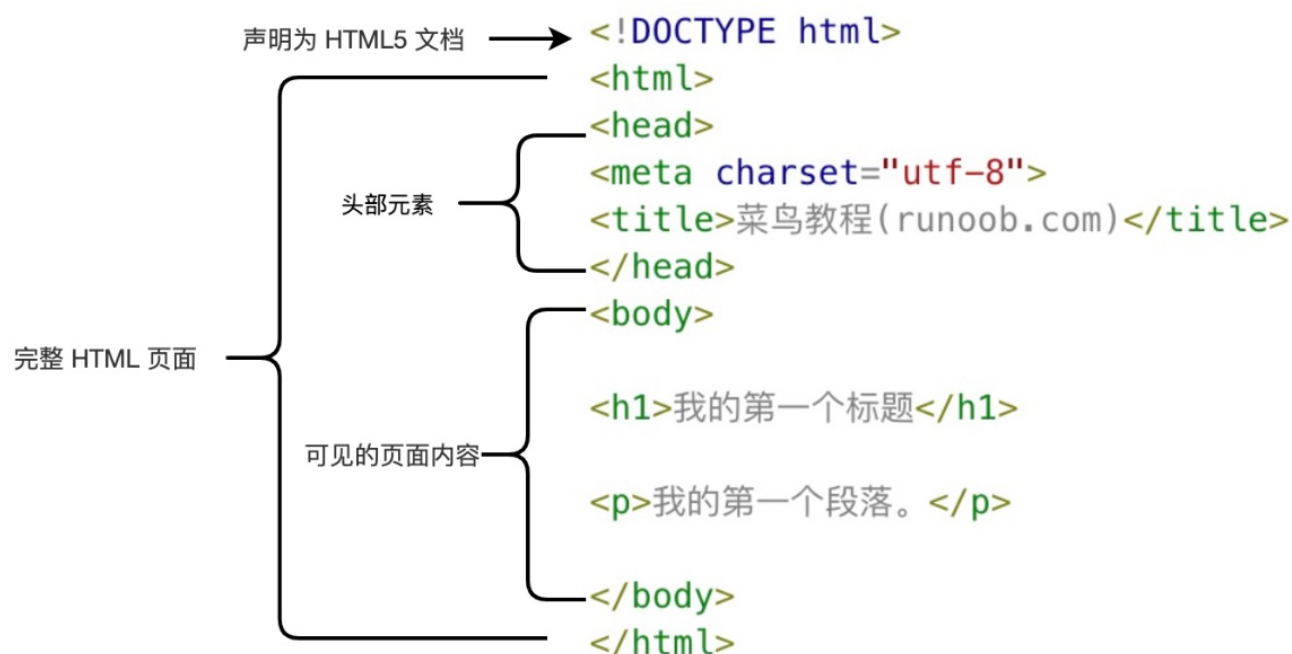 声明为 HTML5 文档
<!DOCTYPE html>
<html>
<head>
<meta charset="utf-8">
头部元素
<title>菜鸟教程(runoob.com)</title>
</head>
<body>
完整 HTML 页面
<h1>我的第一个标题</h1>
可见的页面内容
<p>我的第一个段落。</p>
</body>
</html>